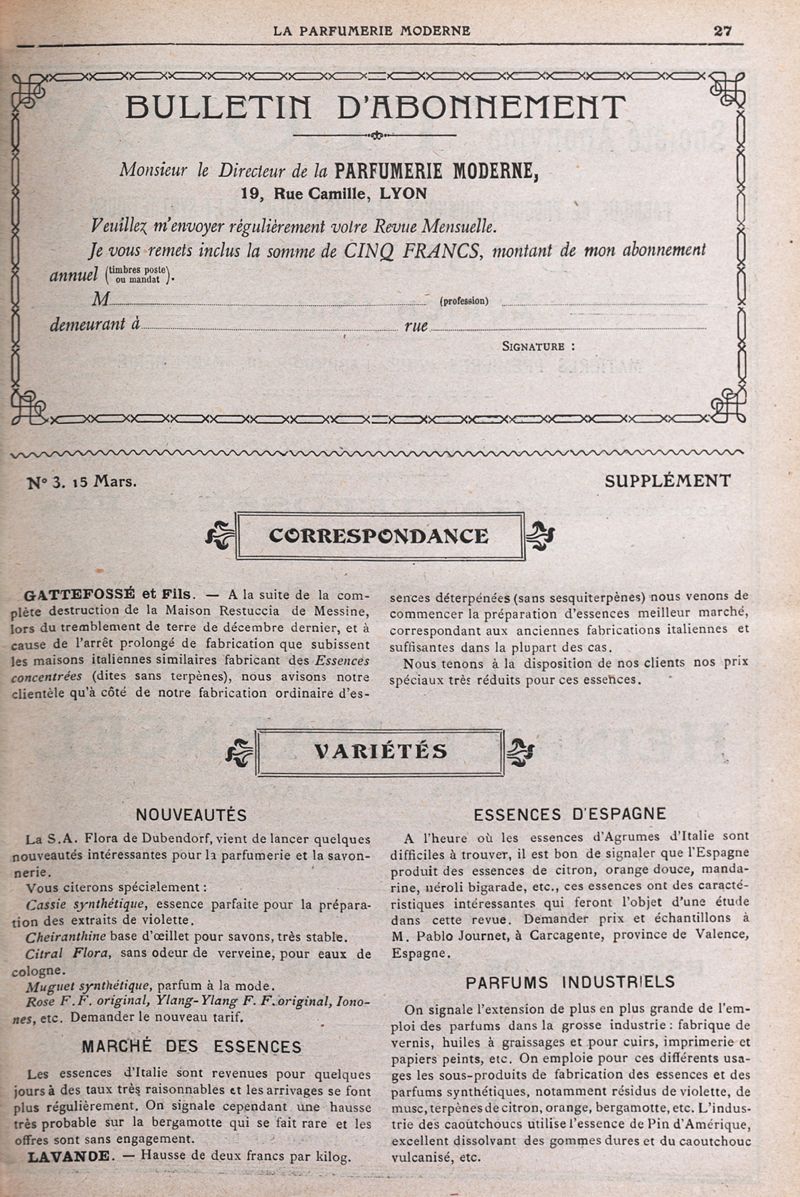 LA PARFUMERIE MODERNE 27
BULLETIN D'ABONNEMENT
Monsieur le Directeur de la PARFUMERIE MODERNE,
19, Rue Camille, LYON
Veuillez m'envoyer régulièrement votre Revue Mensuelle.
Je vous remets inclus la somme de CINQ FRANCS, montant de mon abonnement
annuel (timbres poste ou mandat).
M (profession)
demeurant à rue
SIGNATURE :
N° 3. 15 Mars. SUPPLÉMENT
CORRESPONDANCE
GATTEFOSSÉ et Fils. — A la suite de la com-
plète destruction de la Maison Restuccia de Messine,
lors du tremblement de terre de décembre dernier, et à
cause de l'arrêt prolongé de fabrication que subissent
les maisons italiennes similaires fabricant des Essences
concentrées (dites sans terpènes), nous avisons notre
clientèle qu'à côté de notre fabrication ordinaire d'es-
sences déterpénées (sans sesquiterpènes) nous venons de
commencer la préparation d'essences meilleur marché,
correspondant aux anciennes fabrications italiennes et
suffisantes dans la plupart des cas.
Nous tenons à la disposition de nos clients nos prix
spéciaux très réduits pour ces essences.
VARIÉTÉS
NOUVEAUTÉS
La S.A. Flora de Dubendorf, vient de lancer quelques
nouveautés intéressantes pour la parfumerie et la savon-
nerie.
Vous citerons spécialement :
Cassie synthétique, essence parfaite pour la prépara-
tion des extraits de violette.
Cheiranthine base d'œillet pour savons, très stable.
Citral Flora, sans odeur de verveine, pour eaux de
cologne.
Muguet synthétique, parfum à la mode.
Rose F.F. original, Ylang-Ylang F. F. original, Iono-
nes, etc. Demander le nouveau tarif.
MARCHÉ DES ESSENCES
Les essences d'Italie sont revenues pour quelques
jours à des taux très raisonnables et les arrivages se font
plus régulièrement. On signale cependant une hausse
très probable sur la bergamotte qui se fait rare et les
offres sont sans engagement.
LAVANDE. — Hausse de deux francs par kilog.
ESSENCES D'ESPAGNE
A l'heure où les essences d'Agrumes d'Italie sont
difficiles à trouver, il est bon de signaler que l'Espagne
produit des essences de citron, orange douce, manda-
rine, néroli bigarade, etc., ces essences ont des caracté-
ristiques intéressantes qui feront l'objet d'une étude
dans cette revue. Demander prix et échantillons à
M. Pablo Journet, à Carcagente, province de Valence,
Espagne.
PARFUMS INDUSTRIELS
On signale l'extension de plus en plus grande de l'em-
ploi des parfums dans la grosse industrie : fabrique de
vernis, huiles à graissages et pour cuirs, imprimerie et
papiers peints, etc. On emploie pour ces différents usa-
ges les sous-produits de fabrication des essences et des
parfums synthétiques, notamment résidus de violette, de
musc, terpènes de citron, orange, bergamotte, etc. L'indus-
trie des caoutchoucs utilise l'essence de Pin d'Amérique,
excellent dissolvant des gommes dures et du caoutchouc
vulcanisé, etc.